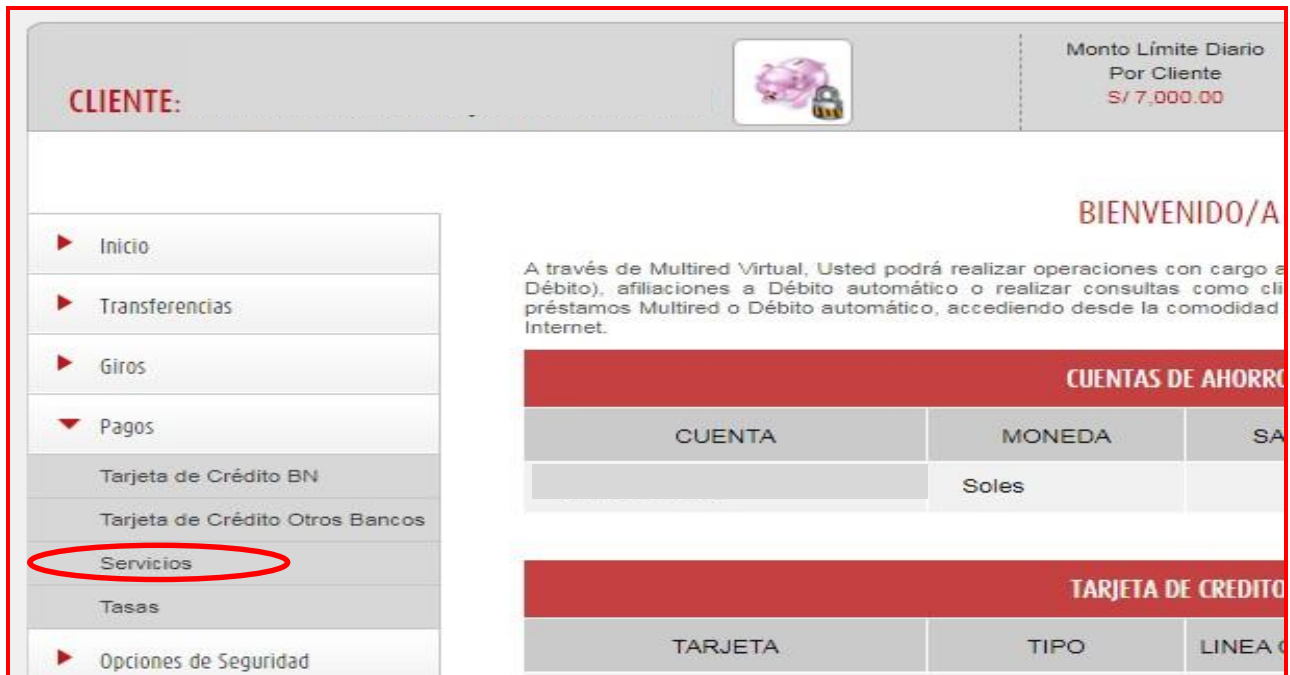 CLIENTE:
Monto Límite Diario
Por Cliente
S/ 7,000.00
Inicio
Transferencias
Giros
Pagos
Tarjeta de Crédito BN
Tarjeta de Crédito Otros Bancos
Servicios
Tasas
Opciones de Seguridad
BIENVENIDO/A
A través de Multired Virtual, Usted podrá realizar operaciones con cargo a
Débito), afiliaciones a Débito automático o realizar consultas como cli
préstamos Multired o Débito automático, accediendo desde la comodidad
Internet.
CUENTAS DE AHORRO
CUENTA MONEDA SA
Soles
TARJETA DE CREDITO
TARJETA TIPO LINEA